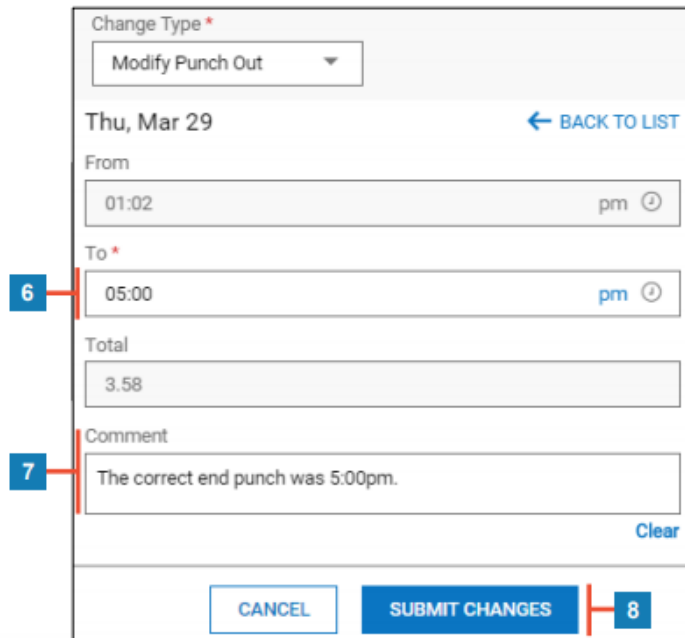 Change Type *
Modify Punch Out
Thu, Mar 29
← BACK TO LIST
From
01:02 pm
To *
6
05:00 pm
Total
3.58
Comment
7
The correct end punch was 5:00pm.
Clear
CANCEL
SUBMIT CHANGES
8